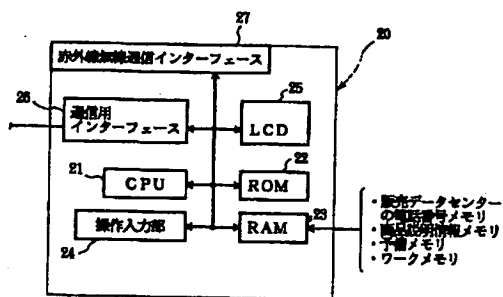 27
赤外線無線通信インターフェース
20
26
通信用
インターフェース
25
LCD
21
CPU
22
ROM
操作入力部
24
RAM
23
・販売データセンター
の電話番号メモリ
・商品説明情報メモリ
・予備メモリ
・ワークメモリ